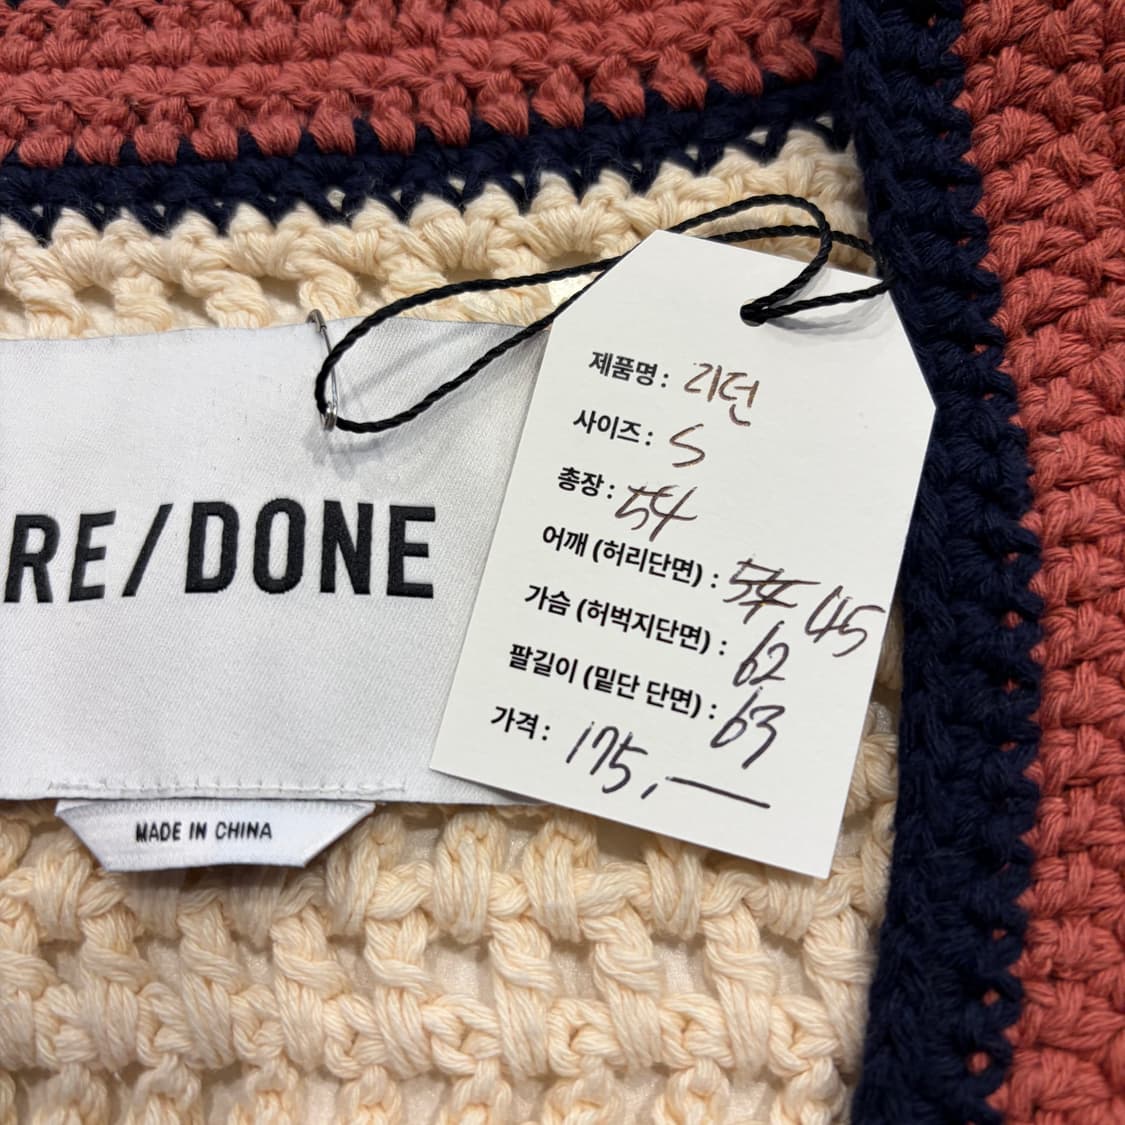 RE/DONE
MADE IN CHINA
제품명 : 리던
사이즈 : S
총장 : 54
어깨 (허리단면) : 54 45
가슴 (허벅지단면) : 62
팔길이 (밑단 단면) : 63
가격 : 175,—